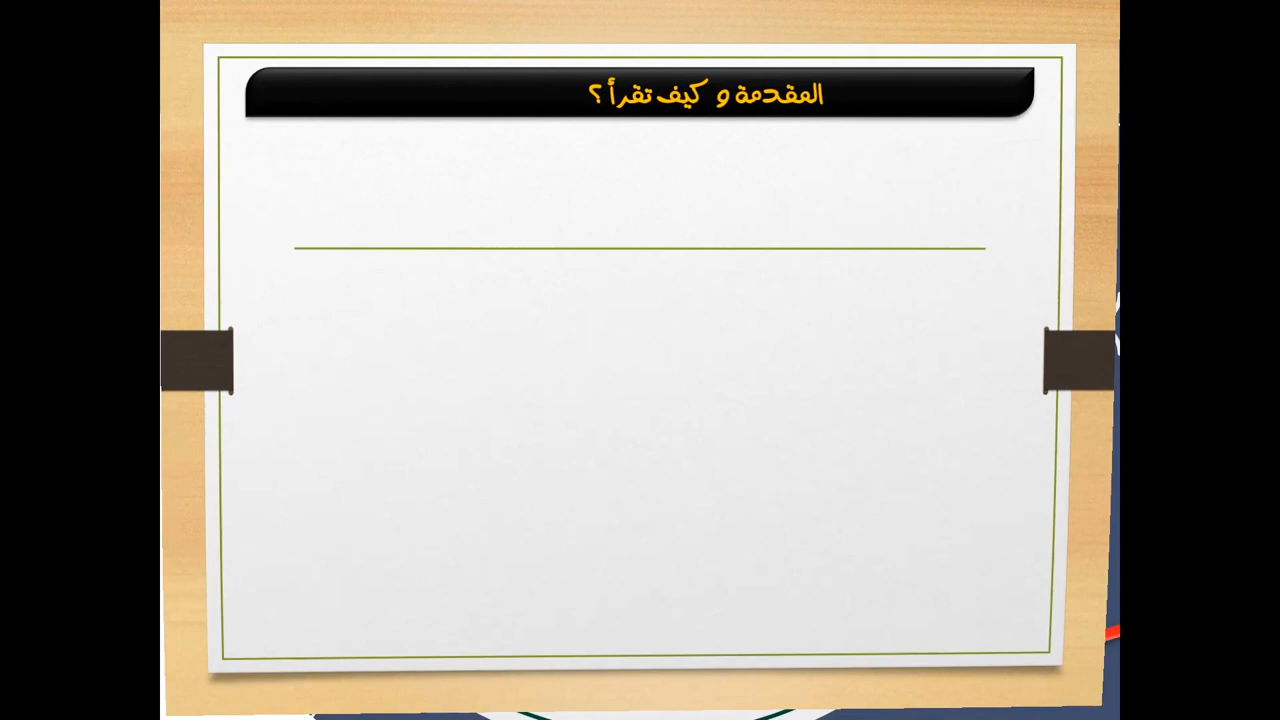 المقدمة و كيف تقرأ ؟